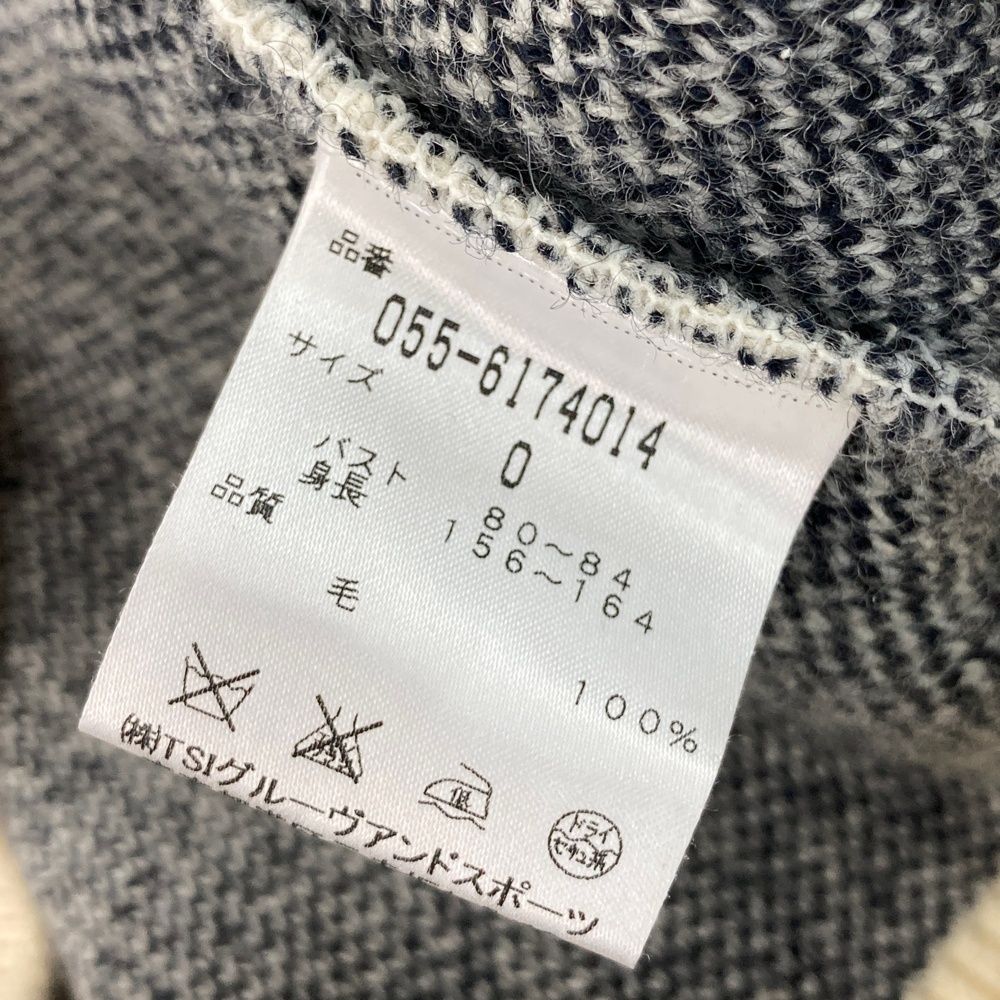 品番
055-6174014
サイズ 0
バスト 80～84
身長 156～164
品質
毛 100%
低
ドライ
セキユ系
(株)TSIグルーヴアンドスポーツ